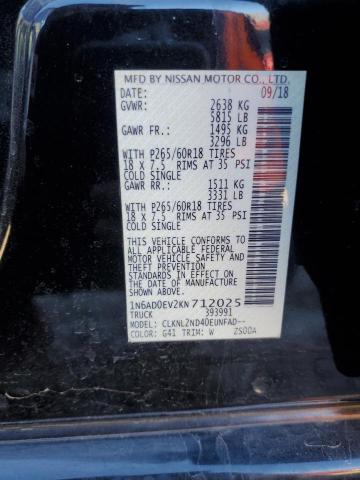 MFD BY NISSAN MOTOR CO., LTD.
DATE: 09/18
GVWR: 2638 KG
5815 LB
GAWR FR.: 1495 KG
3296 LB
WITH P265/60R18 TIRES
18 X 7.5 RIMS AT 35 PSI
COLD SINGLE
GAWR RR.: 1511 KG
3331 LB
WITH P265/60R18 TIRES
18 X 7.5 RIMS AT 35 PSI
COLD SINGLE
THIS VEHICLE CONFORMS TO
ALL APPLICABLE FEDERAL
MOTOR VEHICLE SAFETY AND
THEFT PREVENTION STANDARDS
IN EFFECT ON THE DATE OF
MANUFACTURE SHOWN ABOVE.
1N6AD0EV2KN712025
TRUCK 393991
MODEL: CLKNL2ND40EUNFAD--
COLOR: G41 TRIM: W ZSODA